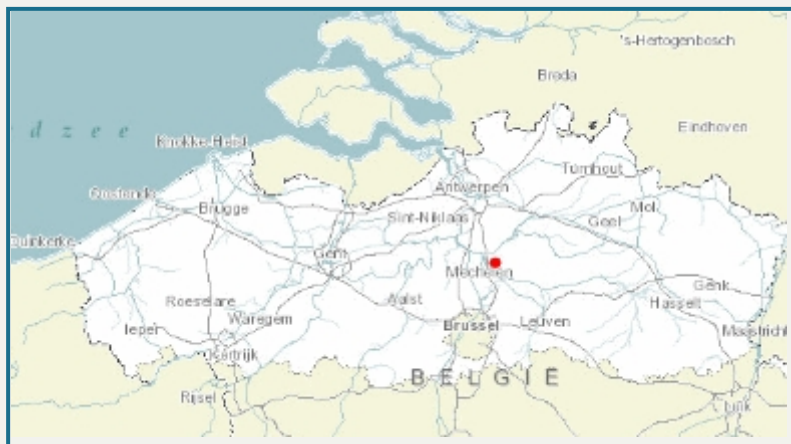 's-Hertogenbosch
Breda
d z e e
Eindhoven
Knokke-Heist
Turnhout
Antwerpen
Oostende
Mol
Brugge
Sint-Niklaas
Geel
Duinkerke
Gent
Mechelen
Genk
Roeselare
Aalst
Hasselt
Waregem
Ieper
Brussel
Leuven
Maastricht
Kortrijk
BELGIË
Rijsel
Luik